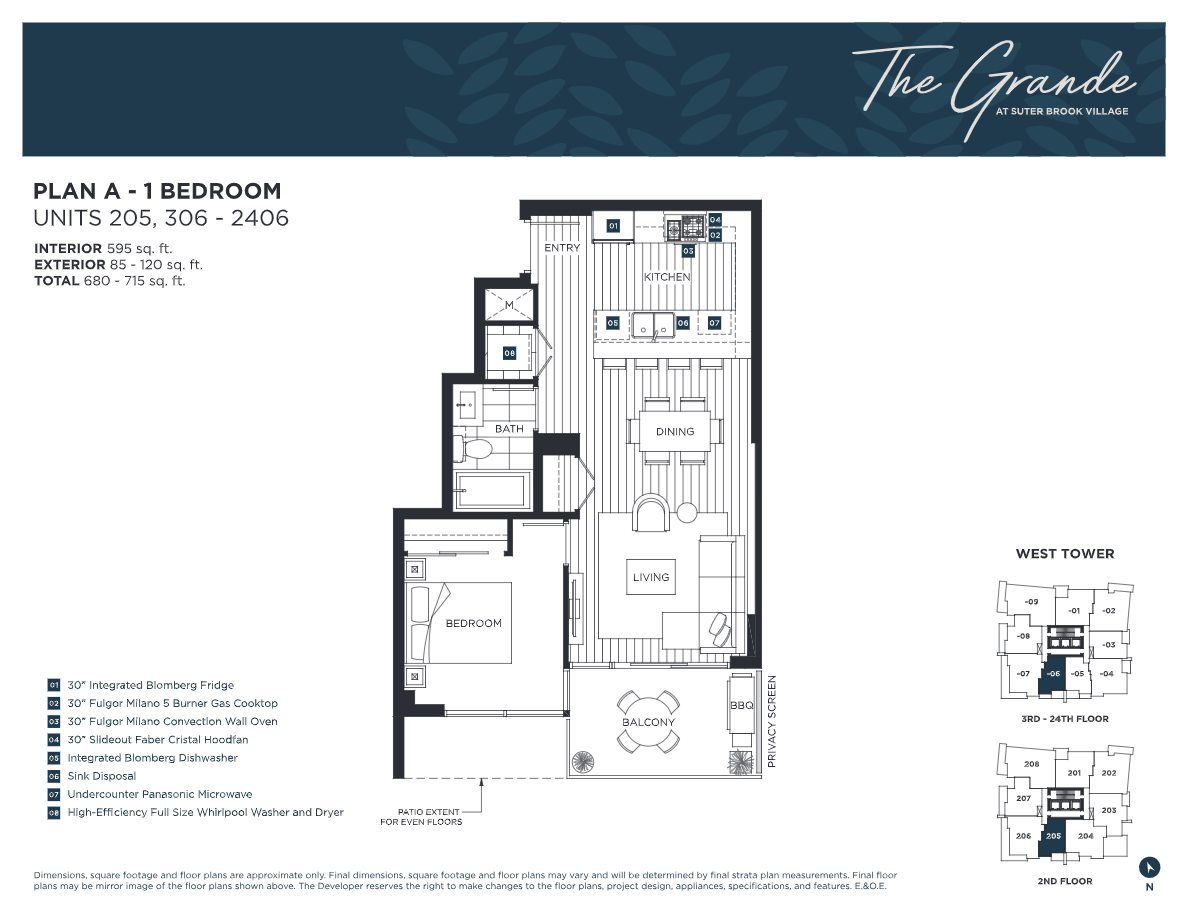 The Grande
AT SUTER BROOK VILLAGE
PLAN A - 1 BEDROOM
UNITS 205, 306 - 2406
INTERIOR 595 sq. ft.
EXTERIOR 85 - 120 sq. ft.
TOTAL 680 - 715 sq. ft.
01
04
02
03
ENTRY
KITCHEN
M
05
06
07
08
BATH
DINING
LIVING
BEDROOM
BALCONY
BBQ
PRIVACY SCREEN
PATIO EXTENT
FOR EVEN FLOORS
01 30" Integrated Blomberg Fridge
02 30" Fulgor Milano 5 Burner Gas Cooktop
03 30" Fulgor Milano Convection Wall Oven
04 30" Slideout Faber Cristal Hoodfan
05 Integrated Blomberg Dishwasher
06 Sink Disposal
07 Undercounter Panasonic Microwave
08 High-Efficiency Full Size Whirlpool Washer and Dryer
WEST TOWER
-09
-01
-02
-08
-03
-07
-06
-05
-04
3RD - 24TH FLOOR
208
201
202
207
203
206
205
204
2ND FLOOR
N
Dimensions, square footage and floor plans are approximate only. Final dimensions, square footage and floor plans may vary and will be determined by final strata plan measurements. Final floor
plans may be mirror image of the floor plans shown above. The Developer reserves the right to make changes to the floor plans, project design, appliances, specifications, and features. E.&O.E.